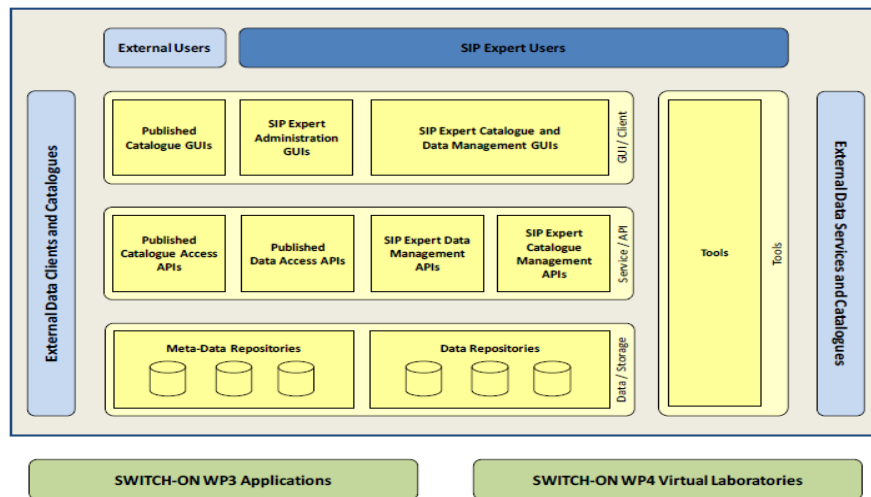 External Users
SIP Expert Users
External Data Clients and Catalogues
Published
Catalogue GUIs
SIP Expert
Administration
GUIs
SIP Expert Catalogue and
Data Management GUIs
GUI/ Client
Published
Catalogue Access
APIs
Published
Data Access APIs
SIP Expert Data
Management
APIs
SIP Expert
Catalogue
Management
APIs
Service / API
Meta-Data Repositories
Data Repositories
Data / Storage
Tools
Tools
External Data Services and Catalogues
SWITCH-ON WP3 Applications
SWITCH-ON WP4 Virtual Laboratories